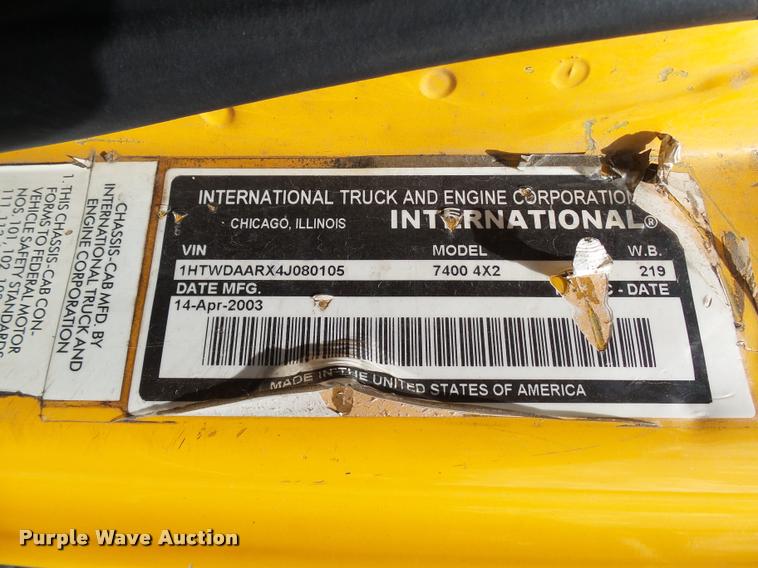 INTERNATIONAL TRUCK AND ENGINE CORPORATION
CHICAGO, ILLINOIS INTERNATIONAL®
VIN MODEL W.B.
1HTWDAARX4J080105 7400 4X2 219
DATE MFG. - DATE
14-Apr-2003
MADE IN THE UNITED STATES OF AMERICA
CHASSIS-CAB MFD. BY
INTERNATIONAL TRUCK AND
ENGINE CORPORATION
1. THIS CHASSIS-CAB CON-
FORMS TO FEDERAL MOTOR
VEHICLE SAFETY STANDARDS
NOS.
Purple Wave Auction